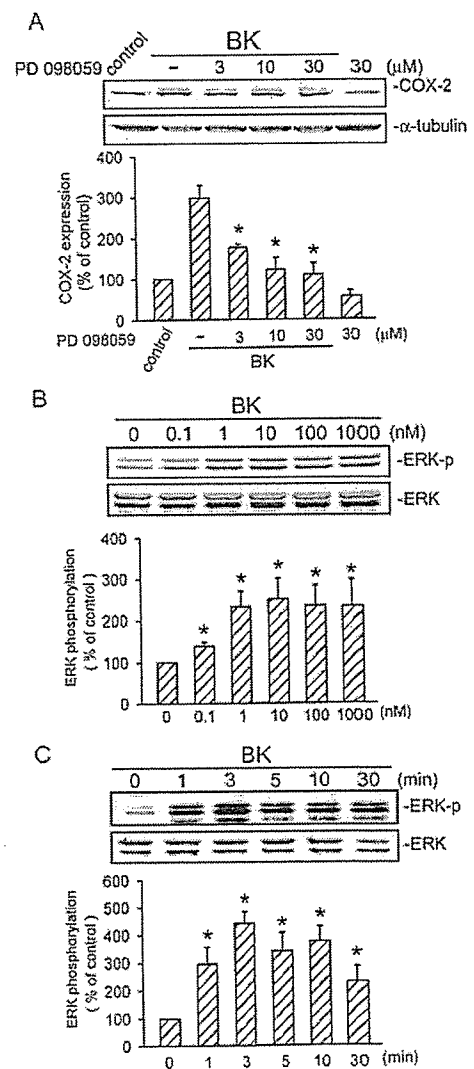 A
BK
PD 098059 control – 3 10 30 30 (μM)
-COX-2
-α-tubulin
COX-2 expression
(% of control)
400
300
200
100
0
* * *
PD 098059 control – 3 10 30 30 (μM)
BK
B
BK
0 0.1 1 10 100 1000 (nM)
-ERK-p
-ERK
ERK phosphorylation
( % of control )
400
300
200
100
0
* * * * *
0 0.1 1 10 100 1000 (nM)
C
BK
0 1 3 5 10 30 (min)
-ERK-p
-ERK
ERK phosphorylation
( % of control )
600
500
400
300
200
100
0
* * * * *
0 1 3 5 10 30 (min)